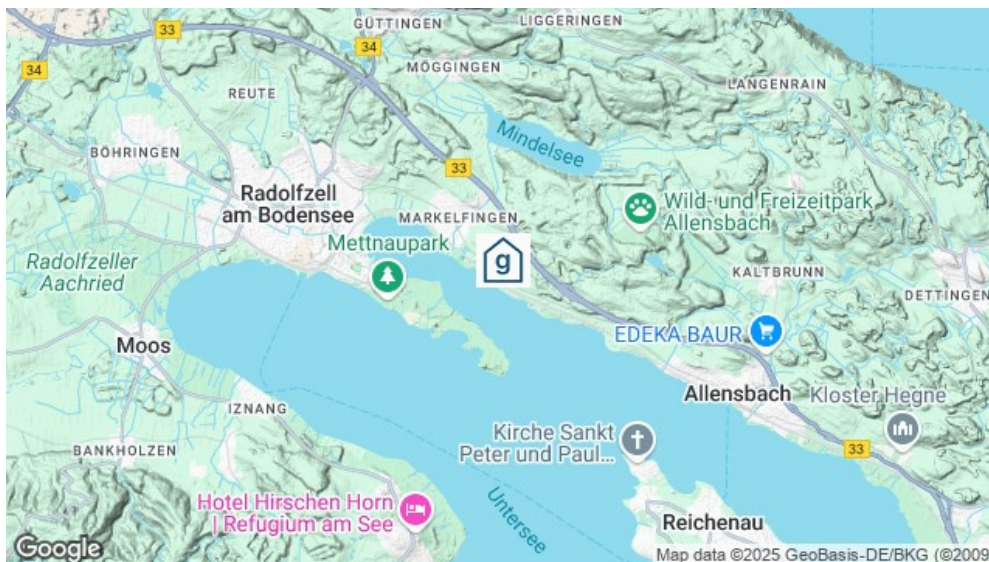 GÜTTINGEN
LIGGERINGEN
33
34
34
MÖGGINGEN
LANGENRAIN
REUTE
Mindelsee
BÖHRINGEN
33
Radolfzell
am Bodensee
Wild- und Freizeitpark
Allensbach
MARKELFINGEN
Mettnaupark
g
Radolfzeller
Aachried
KALTBRUNN
DETTINGEN
EDEKA BAUR
Moos
Allensbach
Kloster Hegne
IZNANG
Kirche Sankt
Peter und Paul...
BANKHOLZEN
33
Hotel Hirschen Horn
| Refugium am See
Untersee
Reichenau
Google
Map data ©2025 GeoBasis-DE/BKG (©2009